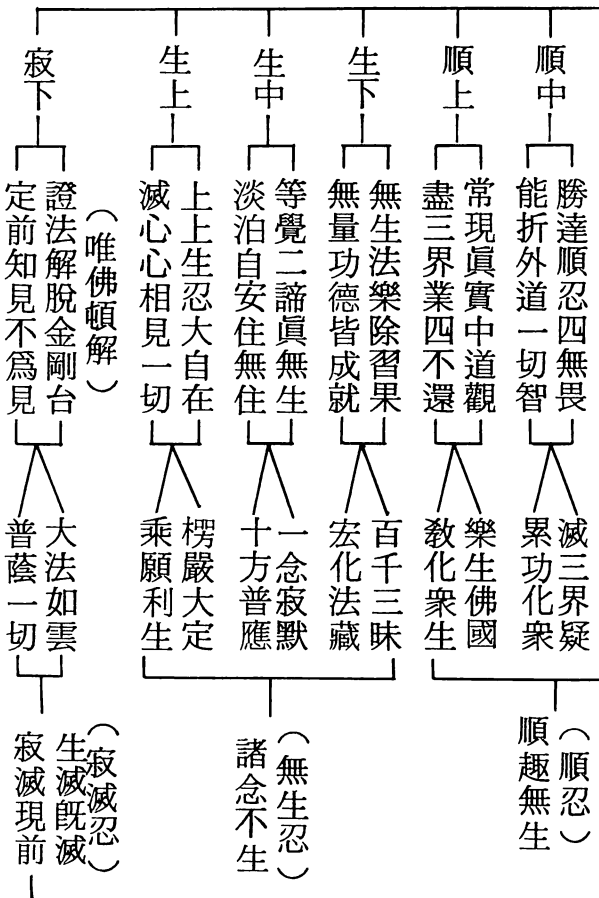 順中
勝達順忍四無畏
能折外道一切智
滅三界疑
累功化衆
順上
常現眞實中道觀
盡三界業四不還
樂生佛國
敎化衆生
（順忍）
順趣無生
生下
無生法樂除習果
無量功德皆成就
百千三昧
宏化法藏
生中
等覺二諦眞無生
淡泊自安住無住
一念寂默
十方普應
生上
上上生忍大自在
滅心心相見一切
楞嚴大定
乘願利生
（無生忍）
諸念不生
寂下
（唯佛頓解）
證法解脫金剛台
定前知見不爲見
大法如雲
普蔭一切
（寂滅忍）
生滅旣滅
寂滅現前